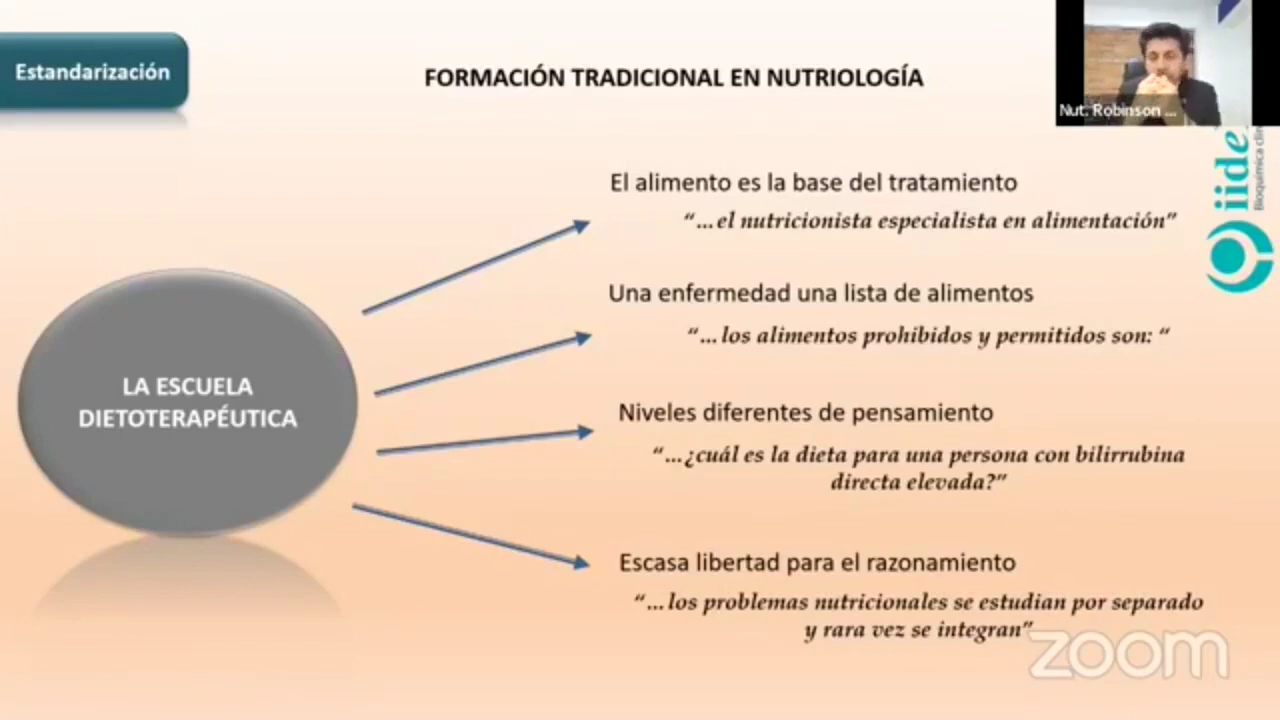 Estandarización
FORMACIÓN TRADICIONAL EN NUTRIOLOGÍA
Nut. Robinson ...
El alimento es la base del tratamiento
“...el nutricionista especialista en alimentación”
Una enfermedad una lista de alimentos
“...los alimentos prohibidos y permitidos son: “
LA ESCUELA
DIETOTERAPÉUTICA
Niveles diferentes de pensamiento
“...¿cuál es la dieta para una persona con bilirrubina
directa elevada?”
Escasa libertad para el razonamiento
“...los problemas nutricionales se estudian por separado
y rara vez se integran”
iide
Bioquímica
zoom